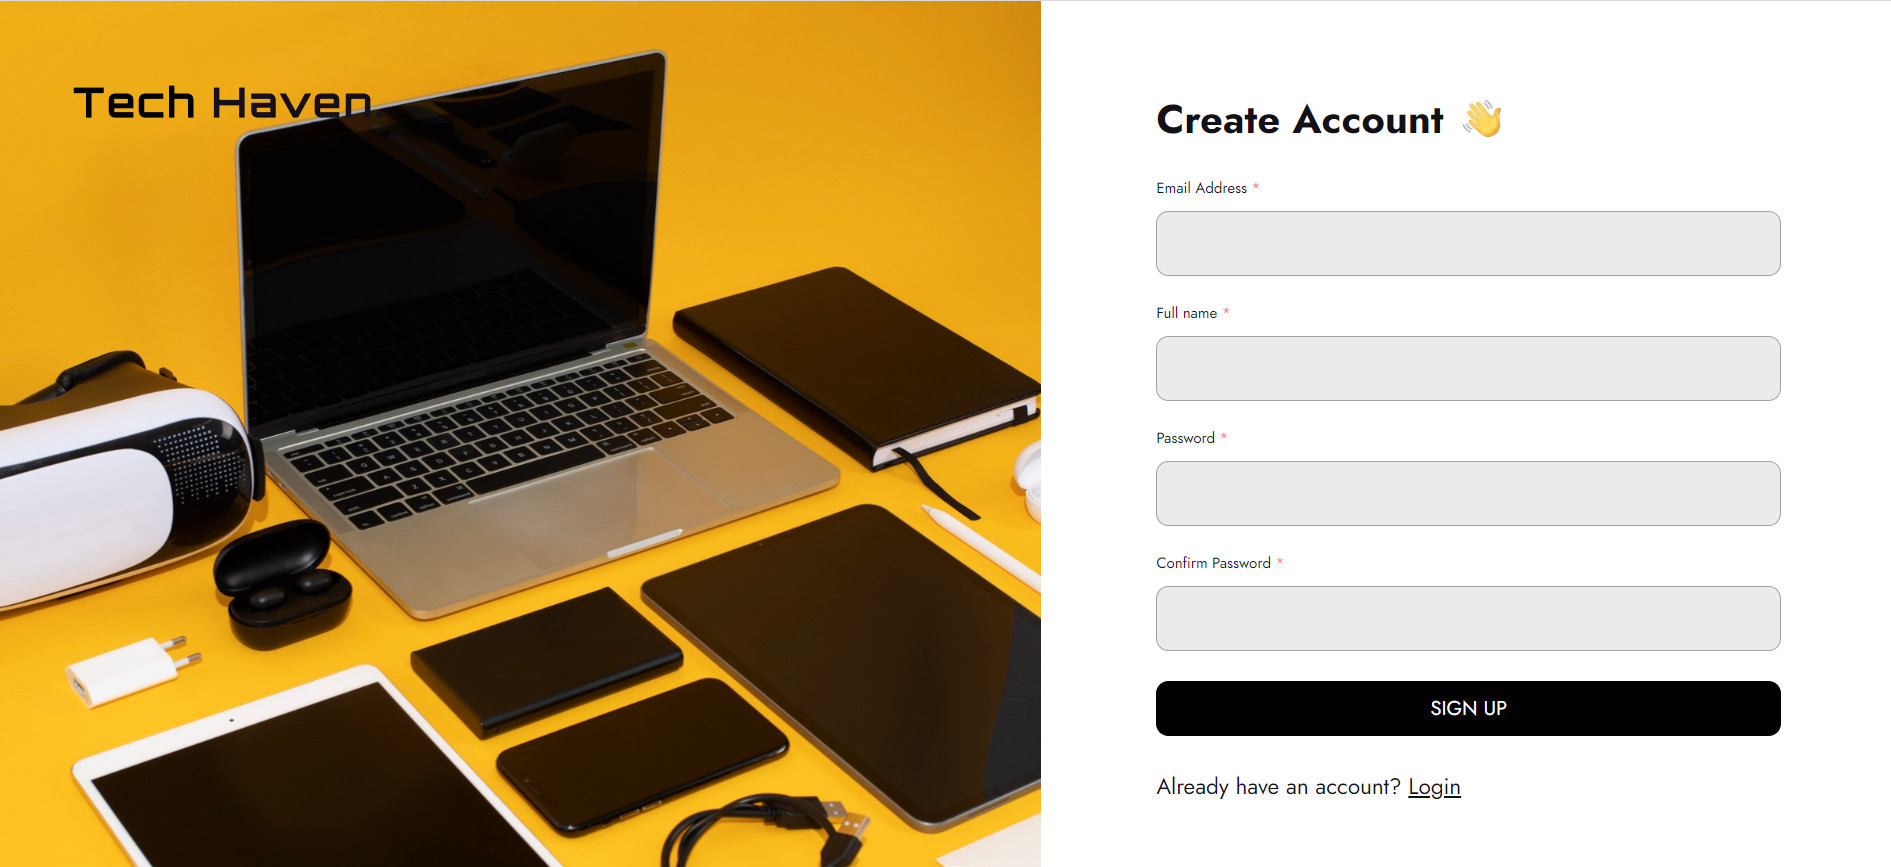 Tech Haven.
Create Account 👋
Email Address *
Full name *
Password *
Confirm Password *
SIGN UP
Already have an account? Login